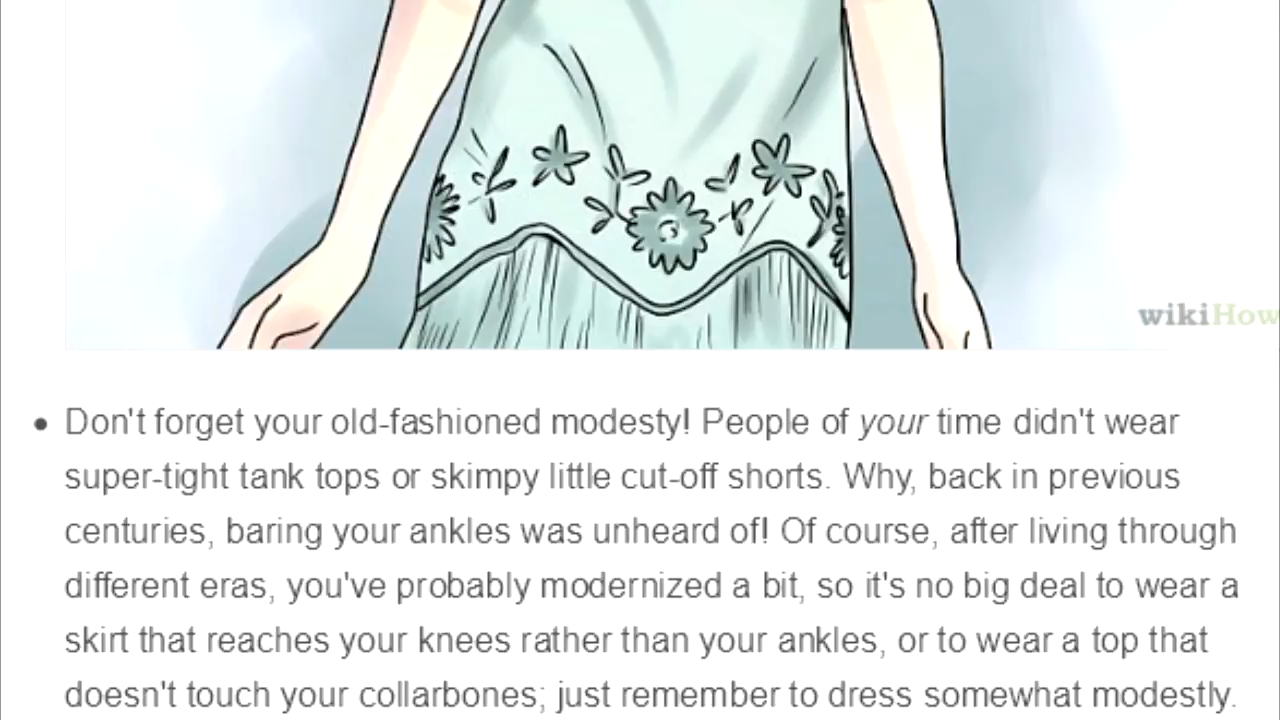 wikiHow
Don't forget your old-fashioned modesty! People of your time didn't wear
super-tight tank tops or skimpy little cut-off shorts. Why, back in previous
centuries, baring your ankles was unheard of! Of course, after living through
different eras, you've probably modernized a bit, so it's no big deal to wear a
skirt that reaches your knees rather than your ankles, or to wear a top that
doesn't touch your collarbones; just remember to dress somewhat modestly.